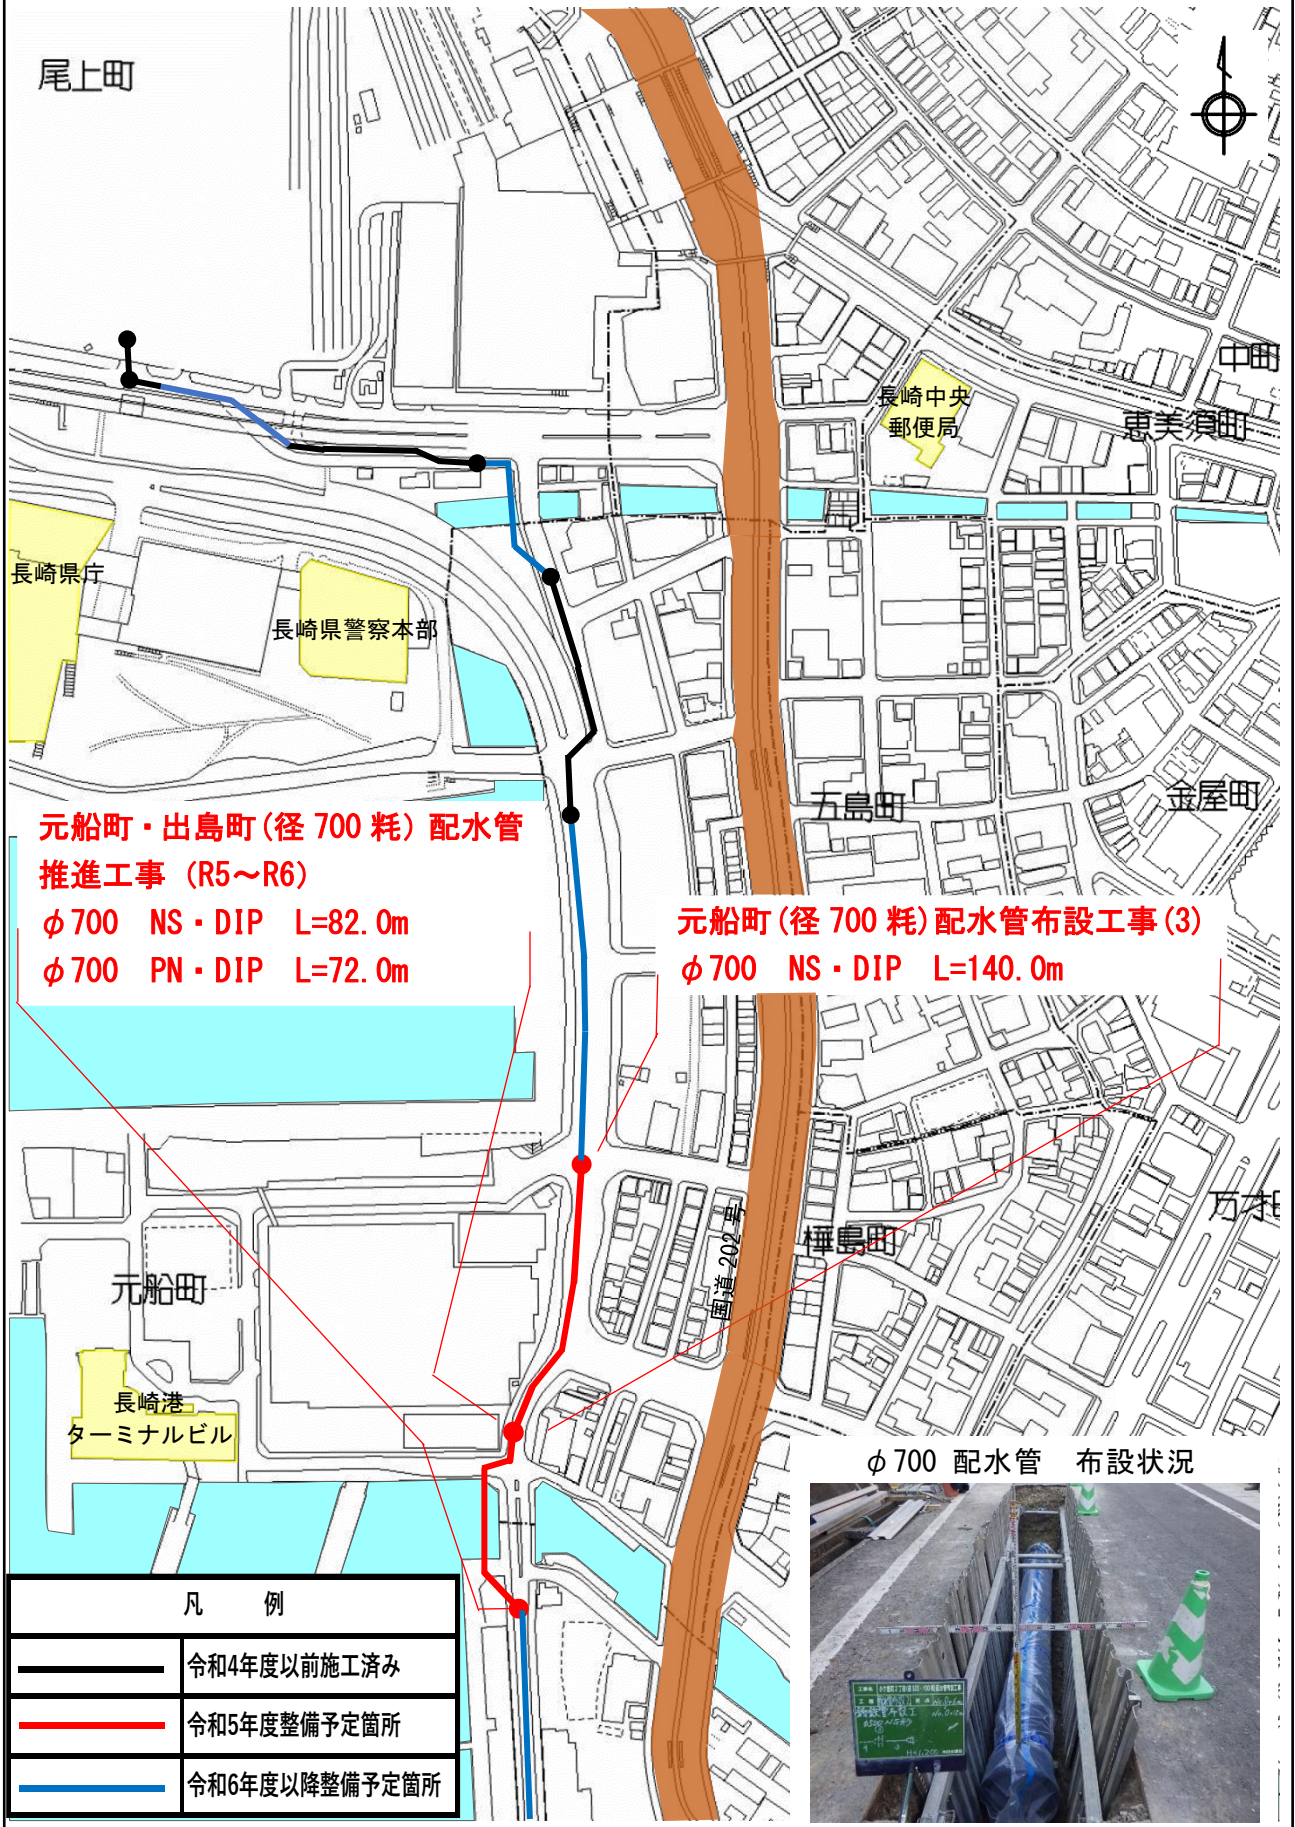 尾上町
中町
長崎中央
郵便局
恵美須町
長崎県庁
長崎県警察本部
五島町
金屋町
元船町・出島町(径 700 粍) 配水管
推進工事 (R5～R6)
φ700 NS・DIP L=82.0m
φ700 PN・DIP L=72.0m
元船町(径 700 粍)配水管布設工事(3)
φ700 NS・DIP L=140.0m
万才町
国道 202 号
樺島町
元船町
長崎港
ターミナルビル
φ700 配水管 布設状況
凡 例
令和4年度以前施工済み
令和5年度整備予定箇所
令和6年度以降整備予定箇所